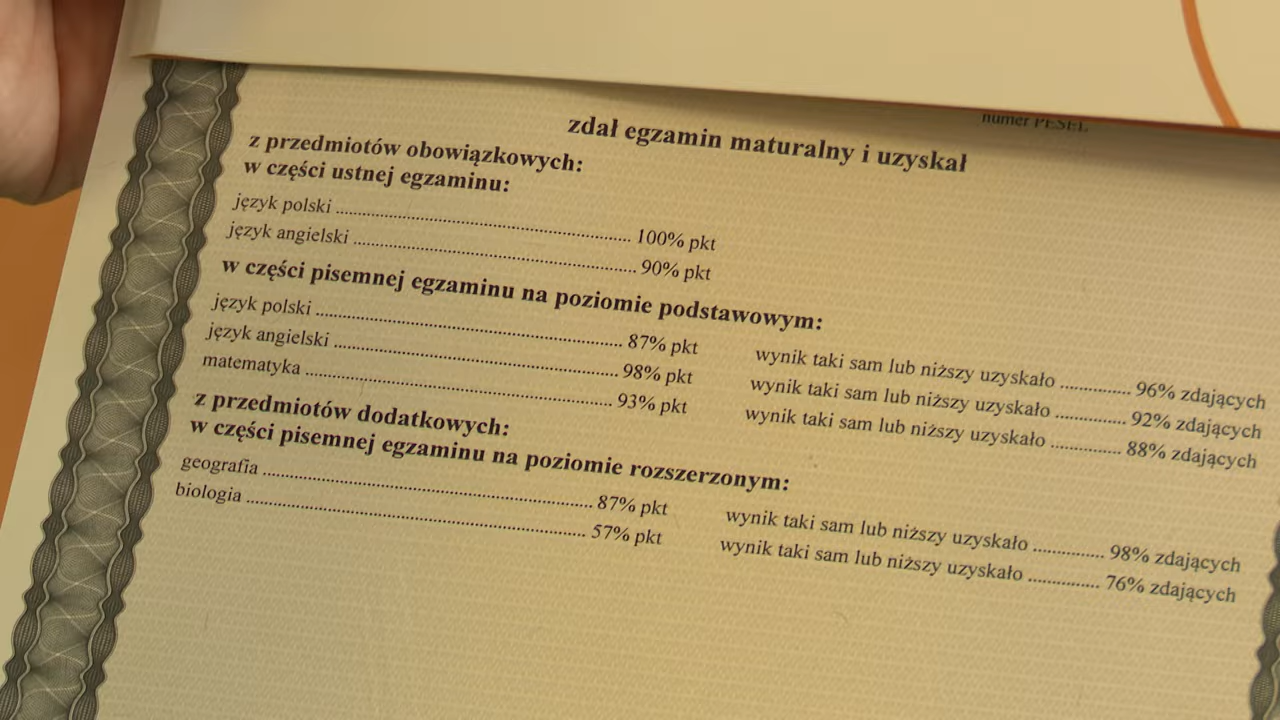 numer PESEL
zdał egzamin maturalny i uzyskał
z przedmiotów obowiązkowych:
w części ustnej egzaminu:
język polski ........................................................... 100% pkt
język angielski ........................................................ 90% pkt
w części pisemnej egzaminu na poziomie podstawowym:
język polski ............................................................. 87% pkt wynik taki sam lub niższy uzyskało .............. 96% zdających
język angielski ......................................................... 98% pkt wynik taki sam lub niższy uzyskało .............. 92% zdających
matematyka ............................................................. 93% pkt wynik taki sam lub niższy uzyskało .............. 88% zdających
z przedmiotów dodatkowych:
w części pisemnej egzaminu na poziomie rozszerzonym:
geografia .................................................................. 87% pkt wynik taki sam lub niższy uzyskało .............. 98% zdających
biologia .................................................................... 57% pkt wynik taki sam lub niższy uzyskało .............. 76% zdających